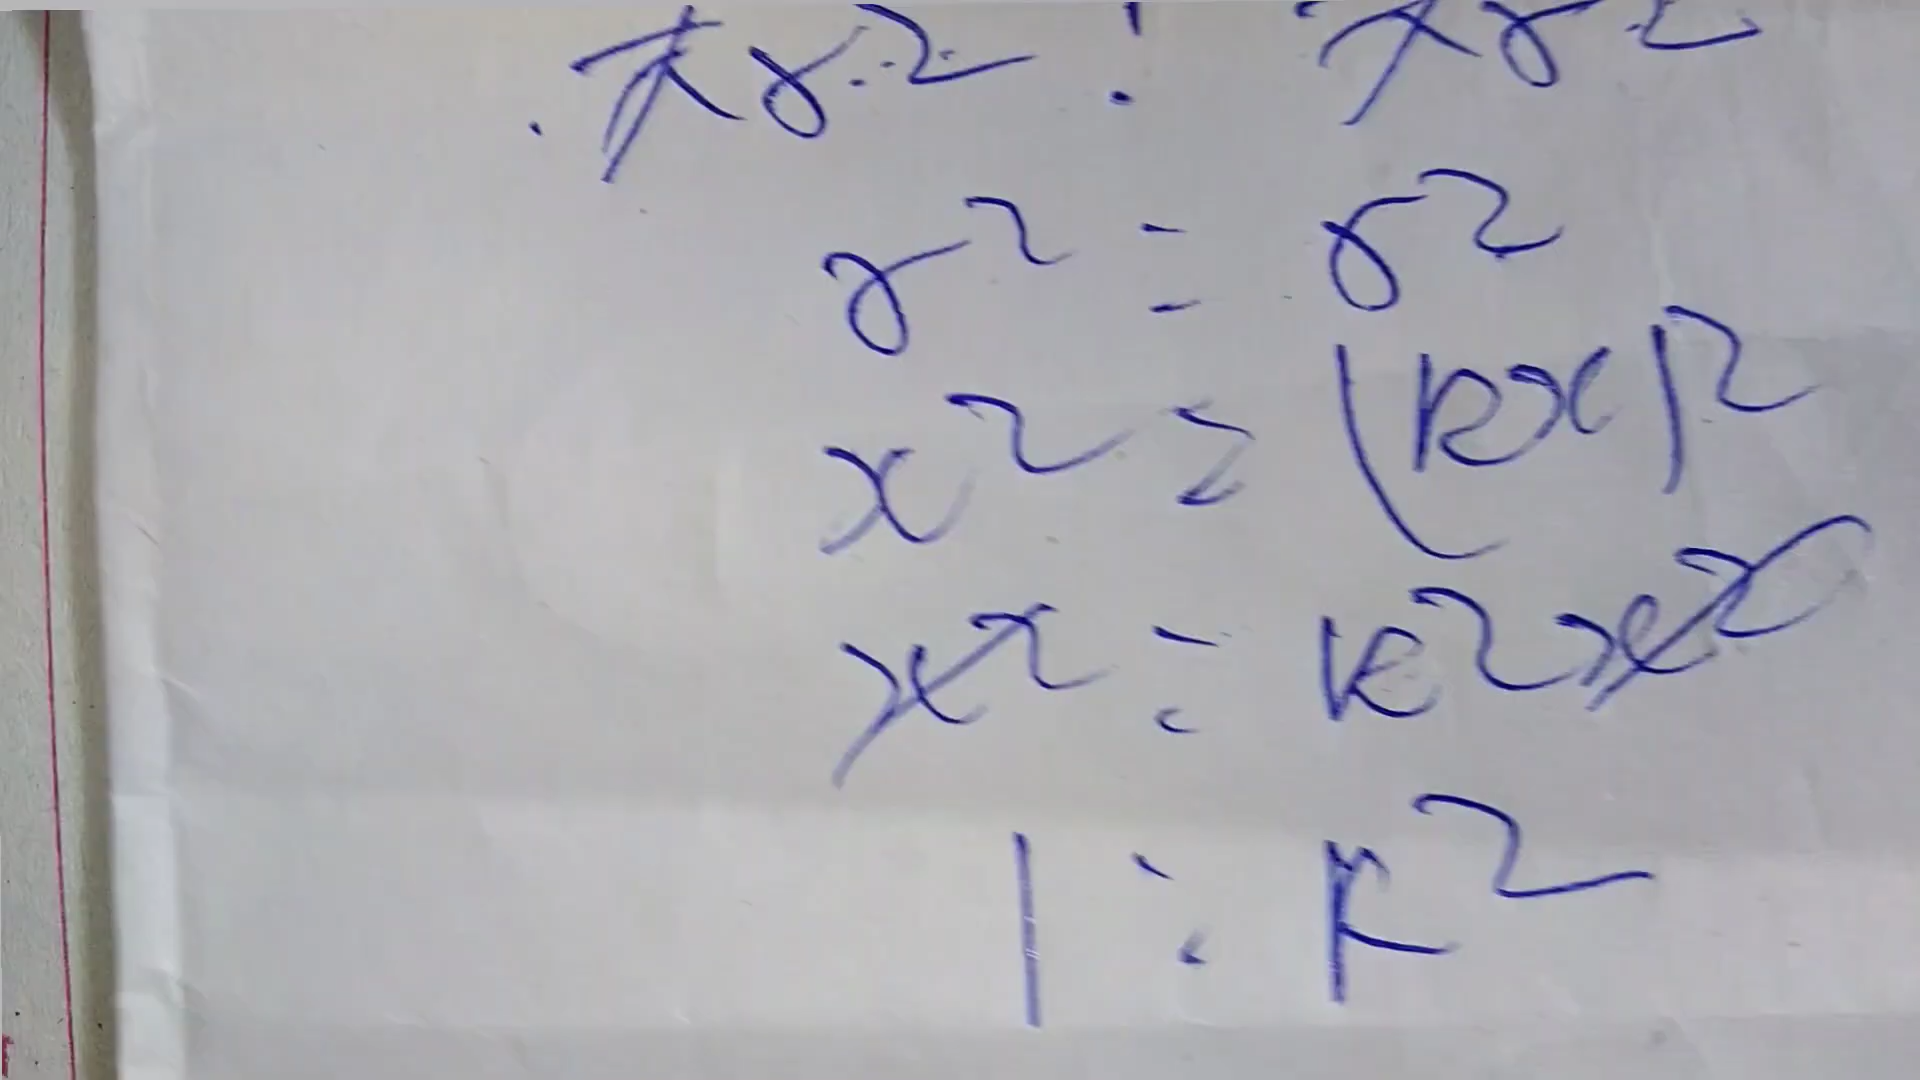 πr² : πr²
r² : r²
x² : (kx)²
x² : k²x²
1 : k²